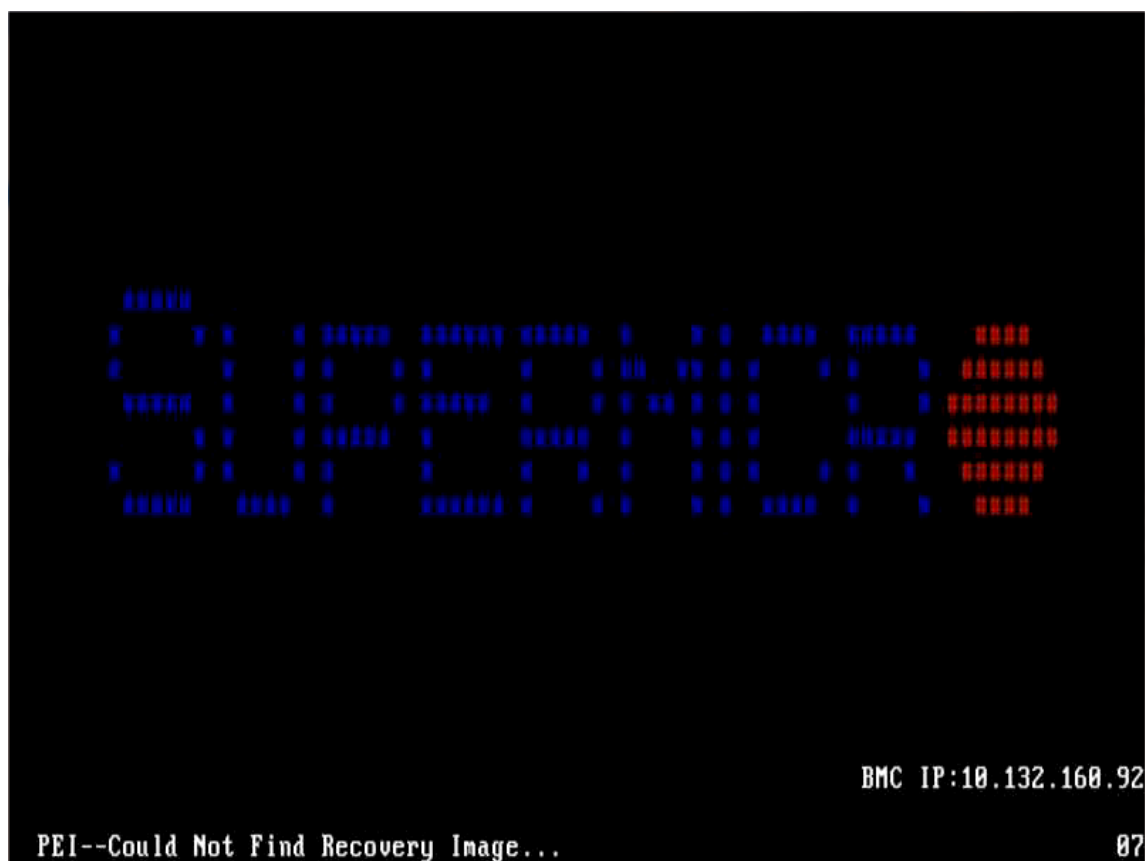 SUPERMICRO
BMC IP:10.132.160.92
PEI--Could Not Find Recovery Image...
07